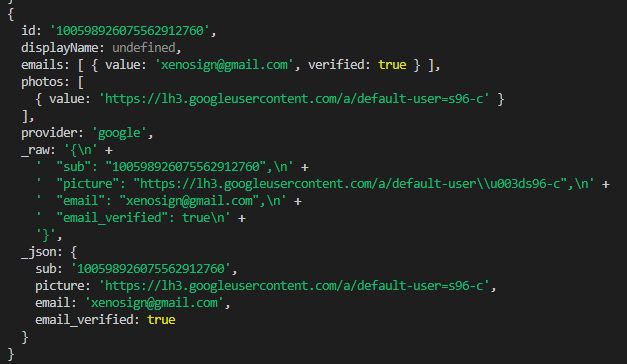 }
{
  id: '100598926075562912760',
  displayName: undefined,
  emails: [ { value: 'xenosign@gmail.com', verified: true } ],
  photos: [
    { value: 'https://lh3.googleusercontent.com/a/default-user=s96-c' }
  ],
  provider: 'google',
  _raw: '{\n' +
    '  "sub": "100598926075562912760",\n' +
    '  "picture": "https://lh3.googleusercontent.com/a/default-user\\u003ds96-c",\n' +
    '  "email": "xenosign@gmail.com",\n' +
    '  "email_verified": true\n' +
    '}',
  _json: {
    sub: '100598926075562912760',
    picture: 'https://lh3.googleusercontent.com/a/default-user=s96-c',
    email: 'xenosign@gmail.com',
    email_verified: true
  }
}